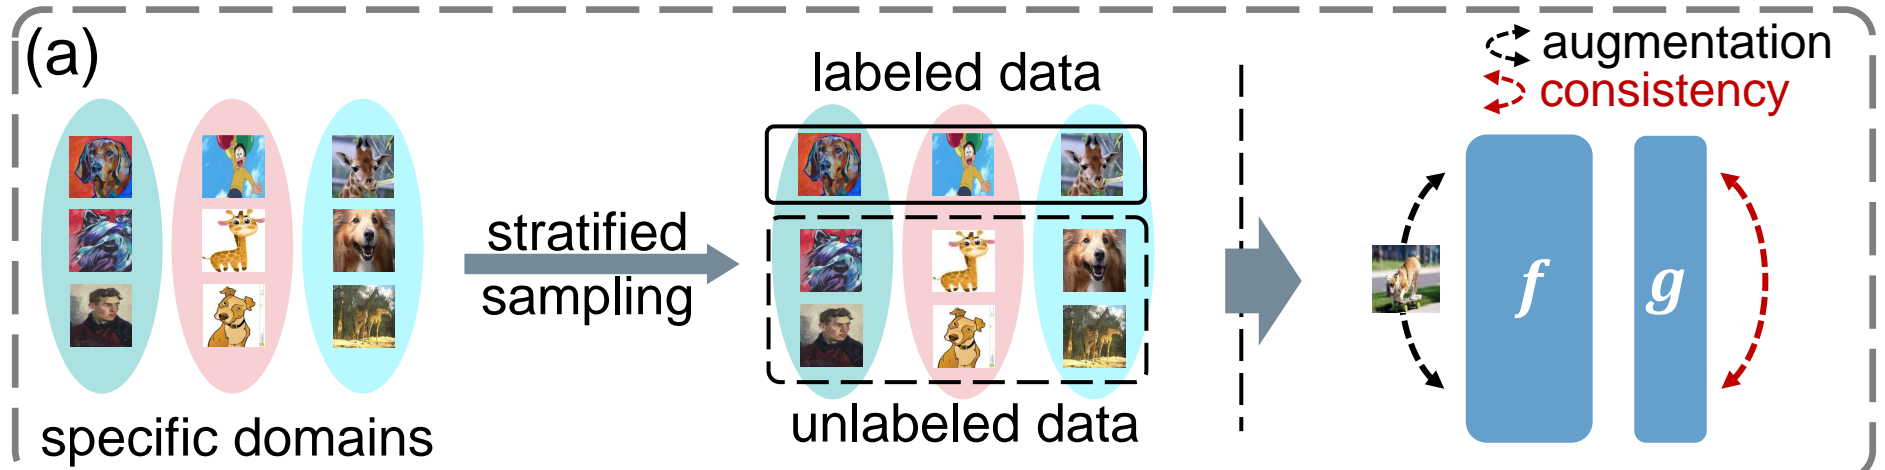 (a)
labeled data
augmentation
consistency
stratified
sampling
f
g
specific domains
unlabeled data